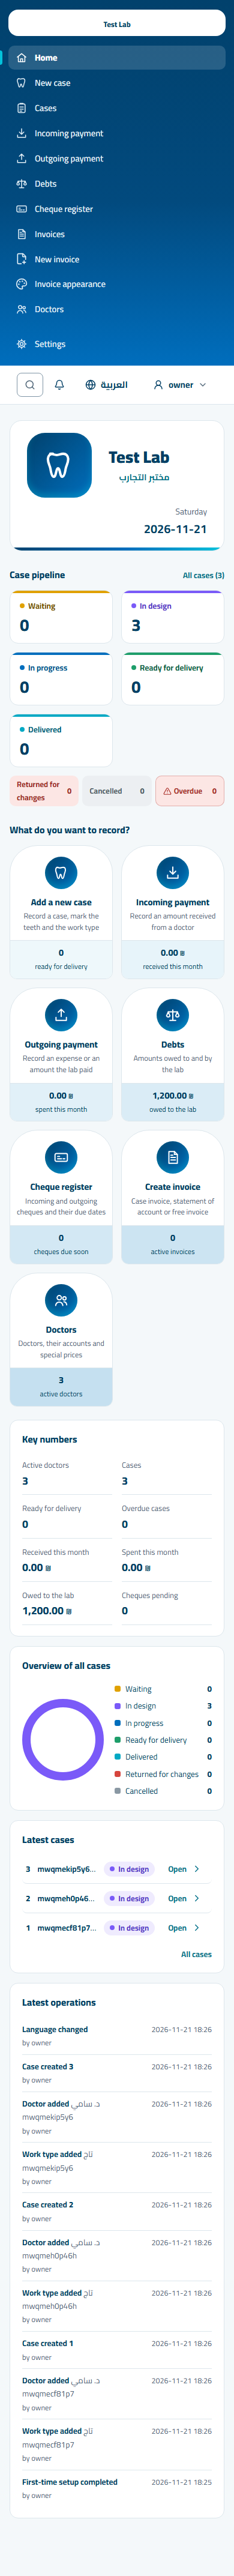 Test Lab
Home
New case
Cases
Incoming payment
Outgoing payment
Debts
Cheque register
Invoices
New invoice
Invoice appearance
Doctors
Settings
العربية
owner
Test Lab
مختبر التجارب
Saturday
2026-11-21
Case pipeline
All cases (3)
Waiting
0
In design
3
In progress
0
Ready for delivery
0
Delivered
0
Returned for changes 0
Cancelled 0
Overdue 0
What do you want to record?
Add a new case
Record a case, mark the
teeth and the work type
0
ready for delivery
Incoming payment
Record an amount received
from a doctor
0.00 ₪
received this month
Outgoing payment
Record an expense or an
amount the lab paid
0.00 ₪
spent this month
Debts
Amounts owed to and by
the lab
1,200.00 ₪
owed to the lab
Cheque register
Incoming and outgoing
cheques and their due dates
0
cheques due soon
Create invoice
Case invoice, statement of
account or free invoice
0
active invoices
Doctors
Doctors, their accounts and
special prices
3
active doctors
Key numbers
Active doctors
3
Cases
3
Ready for delivery
0
Overdue cases
0
Received this month
0.00 ₪
Spent this month
0.00 ₪
Owed to the lab
1,200.00 ₪
Cheques pending
0
Overview of all cases
Waiting 0
In design 3
In progress 0
Ready for delivery 0
Delivered 0
Returned for changes 0
Cancelled 0
Latest cases
3 mwqmekip5y6... In design Open
2 mwqmeh0p46... In design Open
1 mwqmecf81p7... In design Open
All cases
Latest operations
Language changed 2026-11-21 18:26
by owner
Case created 3 2026-11-21 18:26
by owner
Doctor added د. سامي 2026-11-21 18:26
mwqmekip5y6
by owner
Work type added تاج 2026-11-21 18:26
mwqmekip5y6
by owner
Case created 2 2026-11-21 18:26
by owner
Doctor added د. سامي 2026-11-21 18:26
mwqmeh0p46h
by owner
Work type added تاج 2026-11-21 18:26
mwqmeh0p46h
by owner
Case created 1 2026-11-21 18:26
by owner
Doctor added د. سامي 2026-11-21 18:26
mwqmecf81p7
by owner
Work type added تاج 2026-11-21 18:26
mwqmecf81p7
by owner
First-time setup completed 2026-11-21 18:25
by owner